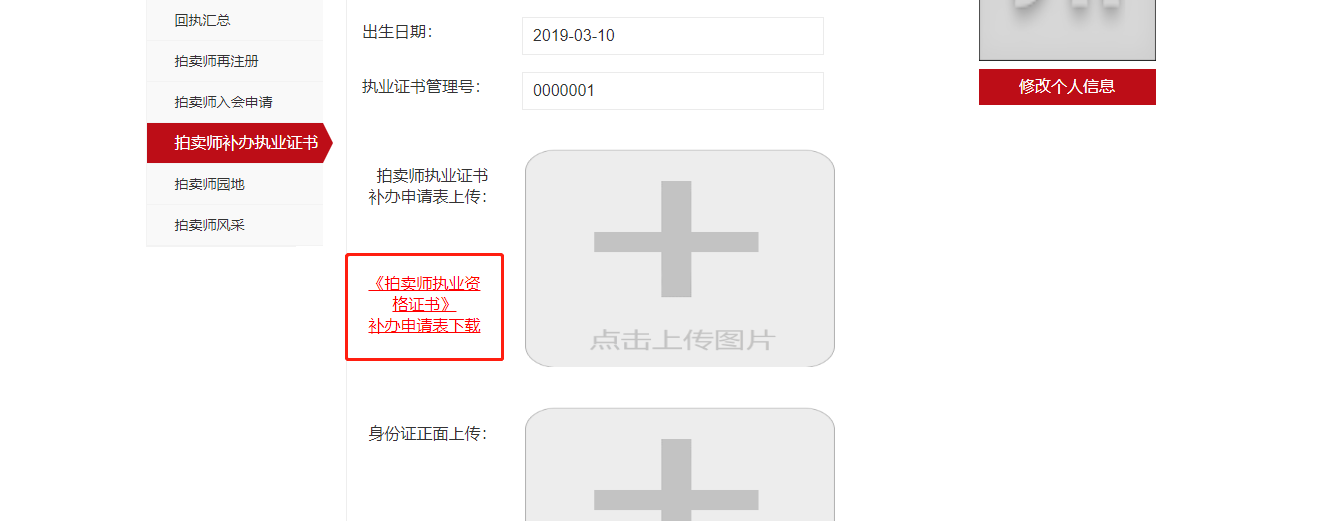 回执汇总
拍卖师再注册
拍卖师入会申请
拍卖师补办执业证书
拍卖师园地
拍卖师风采
出生日期：
2019-03-10
执业证书管理号：
0000001
拍卖师执业证书
补办申请表上传：
点击上传图片
《拍卖师执业资
格证书》
补办申请表下载
身份证正面上传：
修改个人信息